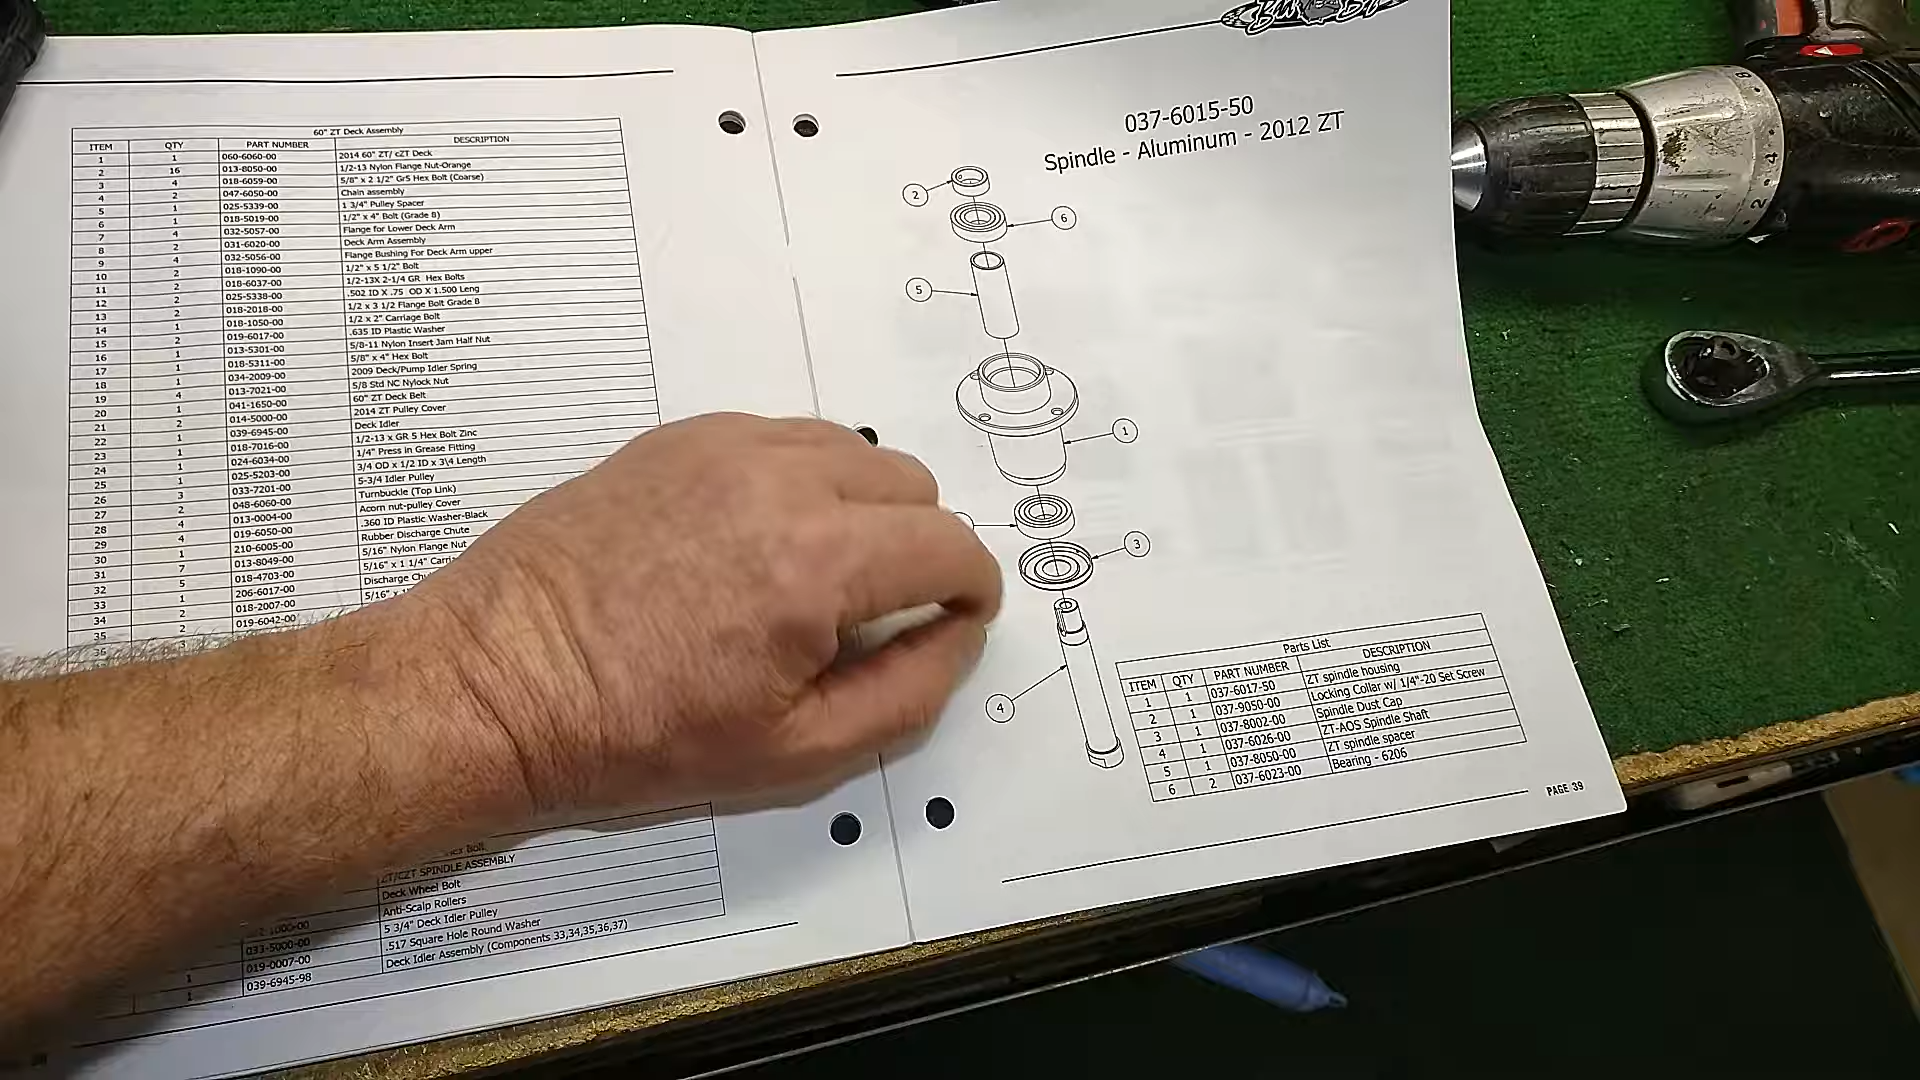 60" ZT Deck Assembly
ITEM QTY PART NUMBER DESCRIPTION
1 1 060-6060-00 2014 60" ZT/ cZT Deck
2 16 013-8050-00 1/2-13 Nylon Flange Nut-Orange
3 4 018-6059-00 5/8" x 2 1/2" Gr5 Hex Bolt (Coarse)
4 2 047-6050-00 Chain assembly
5 1 025-5339-00 1 3/4" Pulley Spacer
6 1 018-5019-00 1/2" x 4" Bolt (Grade 8)
7 4 032-5057-00 Flange for Lower Deck Arm
8 2 031-6020-00 Deck Arm Assembly
9 4 032-5056-00 Flange Bushing For Deck Arm upper
10 2 018-1090-00 1/2" x 5 1/2" Bolt
11 2 018-6037-00 1/2-13X 2-1/4 GR Hex Bolts
12 2 025-5338-00 .502 ID X .75 OD X 1.500 Leng
13 2 018-2018-00 1/2 x 3 1/2 Flange Bolt Grade 8
14 1 018-1050-00 1/2 x 2" Carriage Bolt
15 2 019-6017-00 .635 ID Plastic Washer
16 1 013-5301-00 5/8-11 Nylon Insert Jam Half Nut
17 1 018-5311-00 5/8" x 4" Hex Bolt
18 1 034-2009-00 2009 Deck/Pump Idler Spring
19 4 013-7021-00 5/8 Std NC Nylock Nut
20 1 041-1650-00 60" ZT Deck Belt
21 2 014-5000-00 2014 ZT Pulley Cover
22 1 039-6945-00 Deck Idler
23 1 018-7016-00 1/2-13 x GR 5 Hex Bolt Zinc
24 1 024-6034-00 1/4" Press in Grease Fitting
25 1 025-5203-00 3/4 OD x 1/2 ID x 3\4 Length
26 3 033-7201-00 5-3/4 Idler Pulley
27 2 048-6060-00 Turnbuckle (Top Link)
28 4 013-0004-00 Acorn nut-pulley Cover
29 4 019-6050-00 .360 ID Plastic Washer-Black
30 1 210-6005-00 Rubber Discharge Chute
31 7 013-8049-00 5/16" Nylon Flange Nut
32 5 018-4703-00 5/16" x 1 1/4" Carri
33 1 206-6017-00 Discharge Chu
34 2 018-2007-00 5/16" x
35 3 019-6042-00
36
Hex Bolt
ZT/CZT SPINDLE ASSEMBLY
Deck Wheel Bolt
1000-00 Anti-Scalp Rollers
033-5000-00 5 3/4" Deck Idler Pulley
1 019-0007-00 .517 Square Hole Round Washer
1 039-6945-98 Deck Idler Assembly (Components 33,34,35,36,37)
037-6015-50
Spindle - Aluminum - 2012 ZT
2
6
5
1
3
4
Parts List
ITEM QTY PART NUMBER DESCRIPTION
1 1 037-6017-50 ZT spindle housing
2 1 037-9050-00 Locking Collar w/ 1/4"-20 Set Screw
3 1 037-8002-00 Spindle Dust Cap
4 1 037-6026-00 ZT-AOS Spindle Shaft
5 1 037-8050-00 ZT spindle spacer
6 2 037-6023-00 Bearing - 6206
PAGE 39
8
4
2